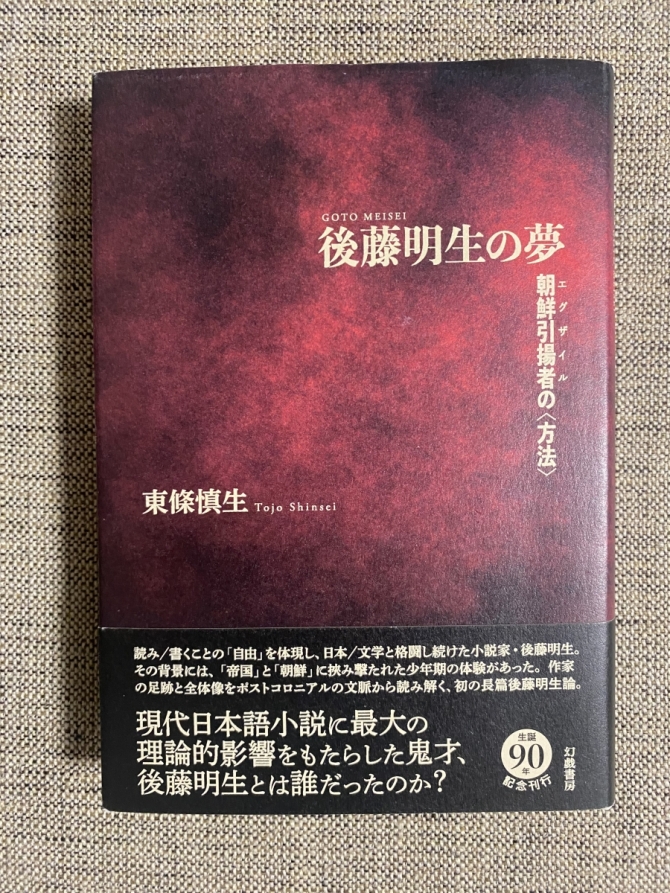 GOTO MEISEI
後藤明生の夢
朝鮮引揚者の〈方法〉
エグザイル
東條慎生 Tojo Shinsei
読み/書くことの「自由」を体現し、日本/文学と格闘し続けた小説家・後藤明生。
その背景には、「帝国」と「朝鮮」に挟み撃たれた少年期の体験があった。作家
の足跡と全体像をポストコロニアルの文脈から読み解く、初の長篇後藤明生論。
現代日本語小説に最大の
理論的影響をもたらした鬼才、
後藤明生とは誰だったのか?
生誕
90
年
記念刊行
幻戯書房